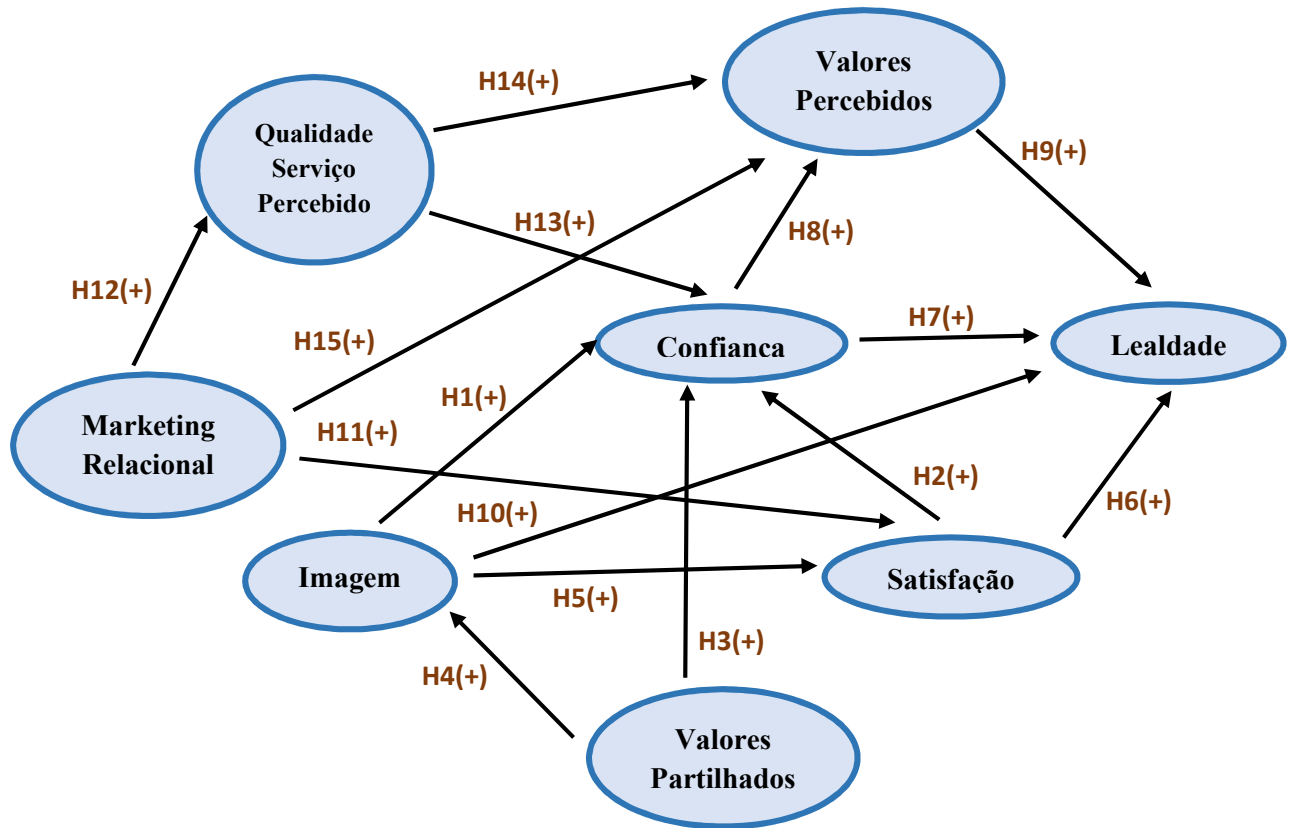 Valores
Percebidos
H14(+)
Qualidade
Serviço
Percebido
H9(+)
H13(+)
H8(+)
H12(+)
H15(+)
H7(+)
Confianca
Lealdade
H1(+)
Marketing
Relacional
H11(+)
H2(+)
H6(+)
H10(+)
Imagem
Satisfação
H5(+)
H3(+)
H4(+)
Valores
Partilhados